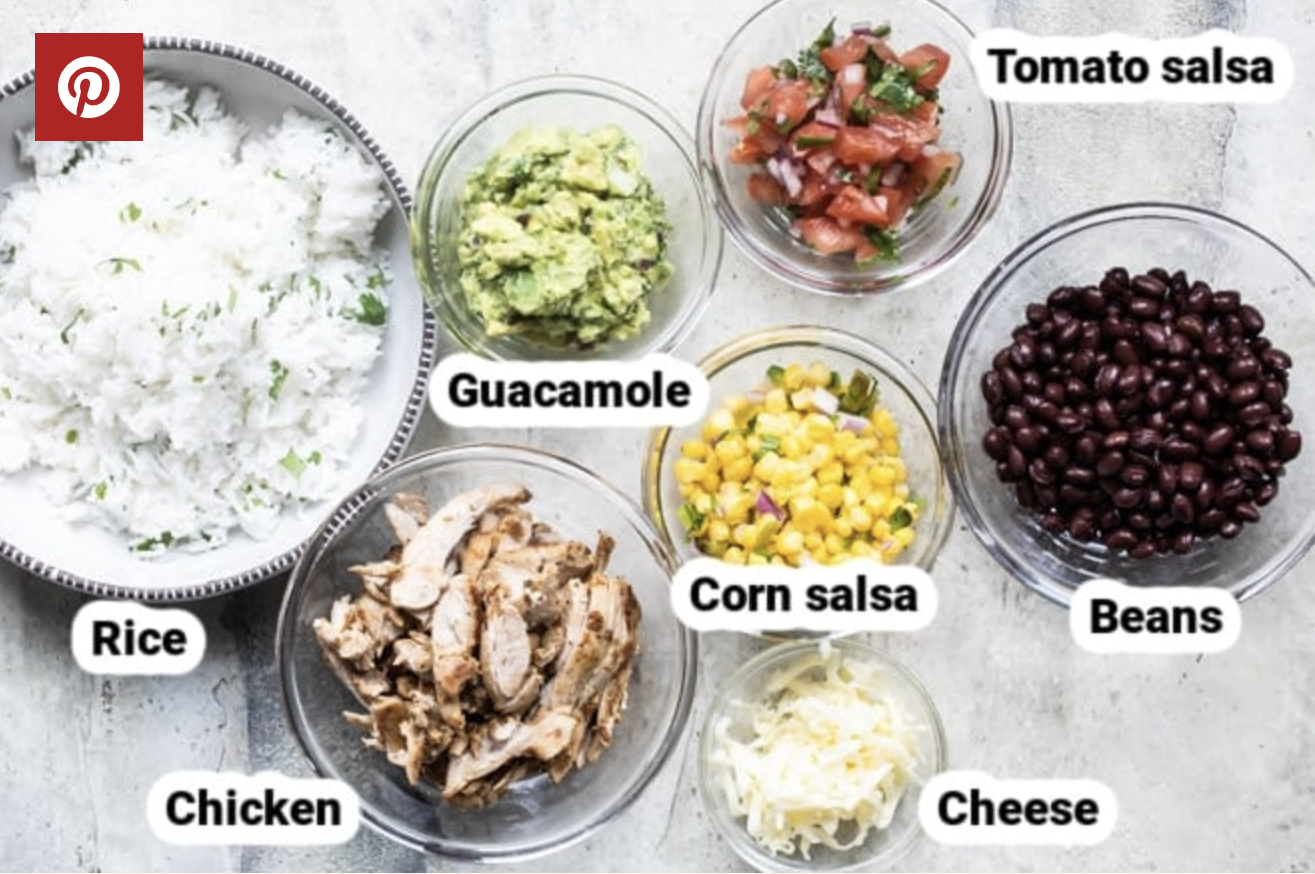 Tomato salsa
Guacamole
Corn salsa
Beans
Rice
Chicken
Cheese